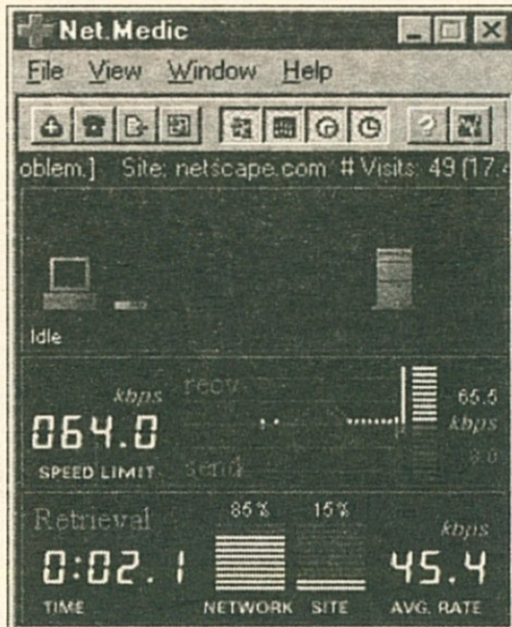 Net.Medic
File View Window Help
oblem.] Site: netscape.com # Visits: 49 (17.4
Idle
kbps
recv
65.5
064.0
kbps
SPEED LIMIT
send
Retrieval
85% 15%
kbps
0:02.1
45.4
TIME NETWORK SITE AVG. RATE